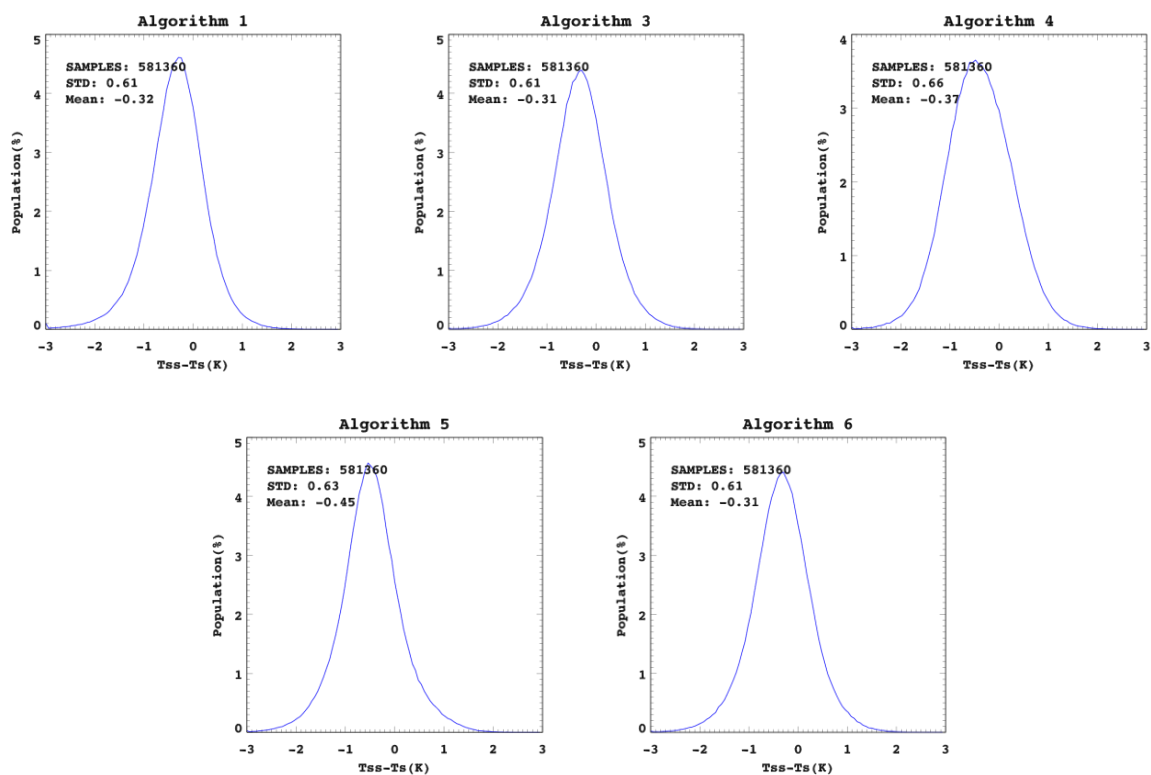 Algorithm 1
5
SAMPLES: 581360
STD: 0.61
Mean: -0.32
4
3
2
1
0
Population(%)
-3 -2 -1 0 1 2 3
Tss-Ts(K)
Algorithm 3
5
SAMPLES: 581360
STD: 0.61
Mean: -0.31
4
3
2
1
0
Population(%)
-3 -2 -1 0 1 2 3
Tss-Ts(K)
Algorithm 4
4
SAMPLES: 581360
STD: 0.66
Mean: -0.37
3
2
1
0
Population(%)
-3 -2 -1 0 1 2 3
Tss-Ts(K)
Algorithm 5
5
SAMPLES: 581360
STD: 0.63
Mean: -0.45
4
3
2
1
0
Population(%)
-3 -2 -1 0 1 2 3
Tss-Ts(K)
Algorithm 6
5
SAMPLES: 581360
STD: 0.61
Mean: -0.31
4
3
2
1
0
Population(%)
-3 -2 -1 0 1 2 3
Tss-Ts(K)